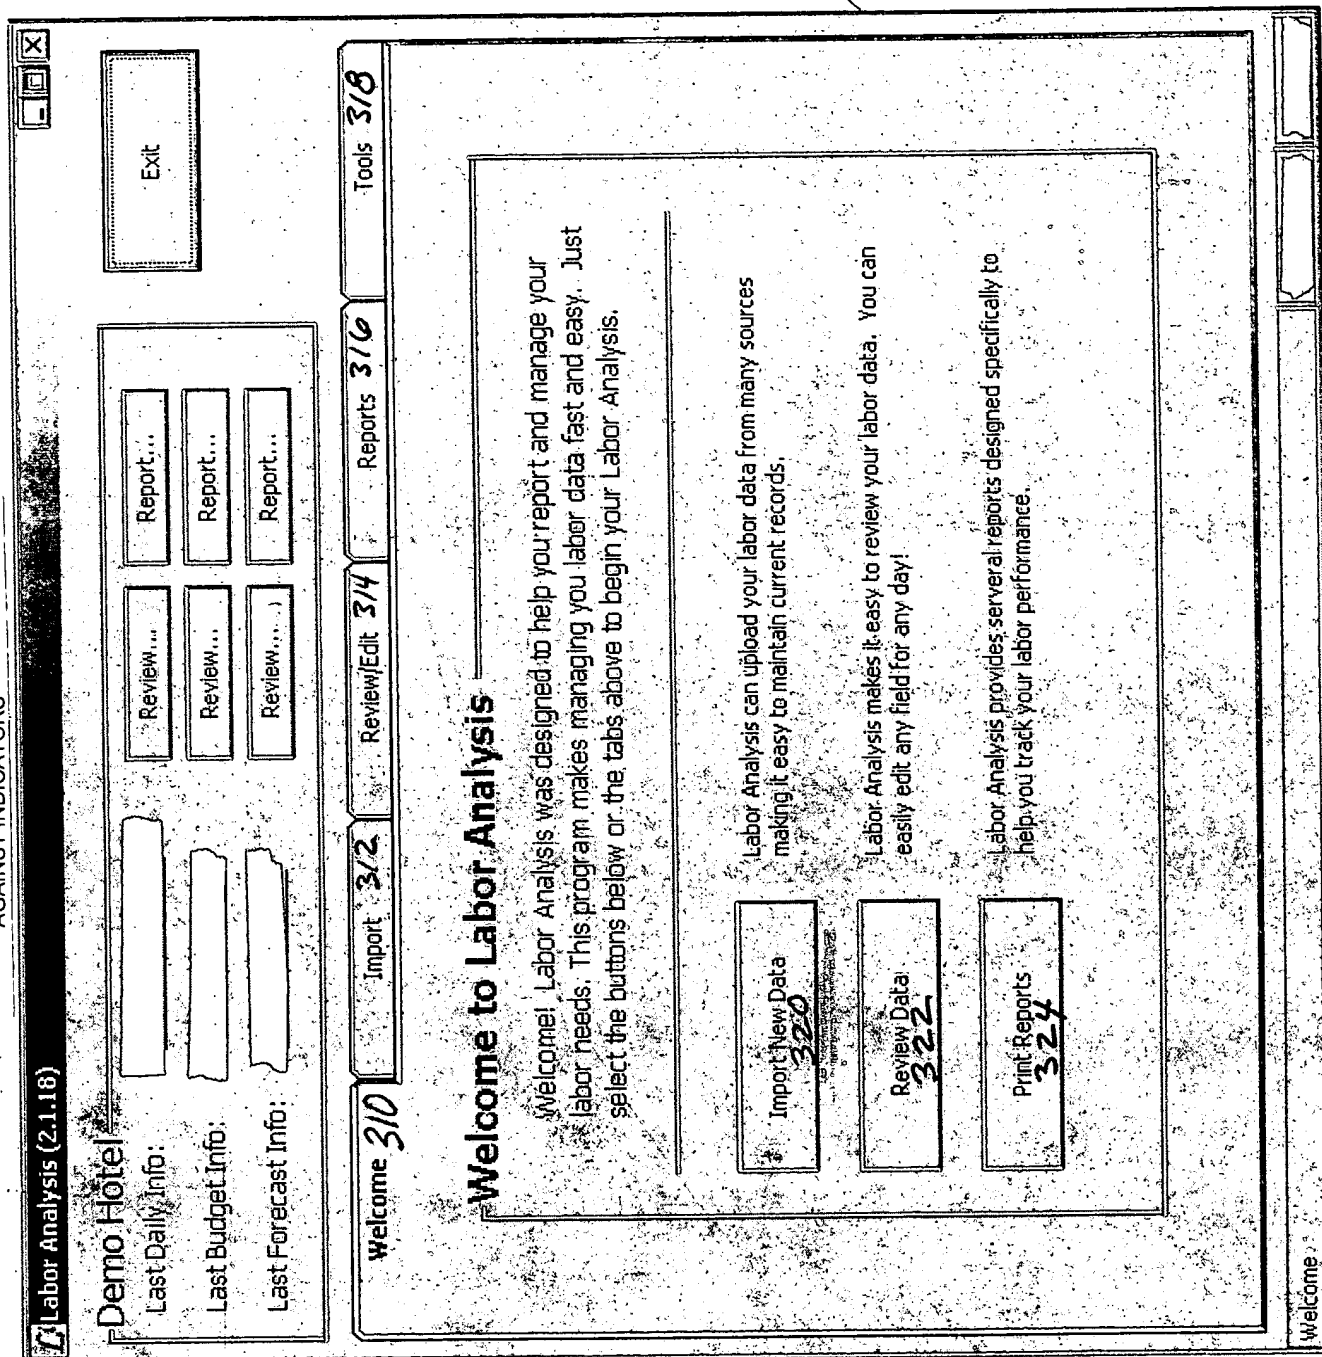 AGAINST INDICATORS
Labor Analysis (2.1.18)
Demo Hotel
Last Daily Info:
Review...
Report...
Exit
Last Budget Info:
Review...
Report...
Last Forecast Info:
Review...
Report...
Welcome 310
Import 312
Review/Edit 314
Reports 316
Tools 318
Welcome to Labor Analysis
Welcome! Labor Analysis was designed to help you report and manage your
labor needs. This program makes managing you labor data fast and easy. Just
select the buttons below or the tabs above to begin your Labor Analysis.
Import New Data
320
Labor Analysis can upload your labor data from many sources
making it easy to maintain current records.
Review Data
322
Labor Analysis makes it easy to review your labor data. You can
easily edit any field for any day!
Print Reports
324
Labor Analysis provides serveral reports designed specifically to
help you track your labor performance.
Welcome